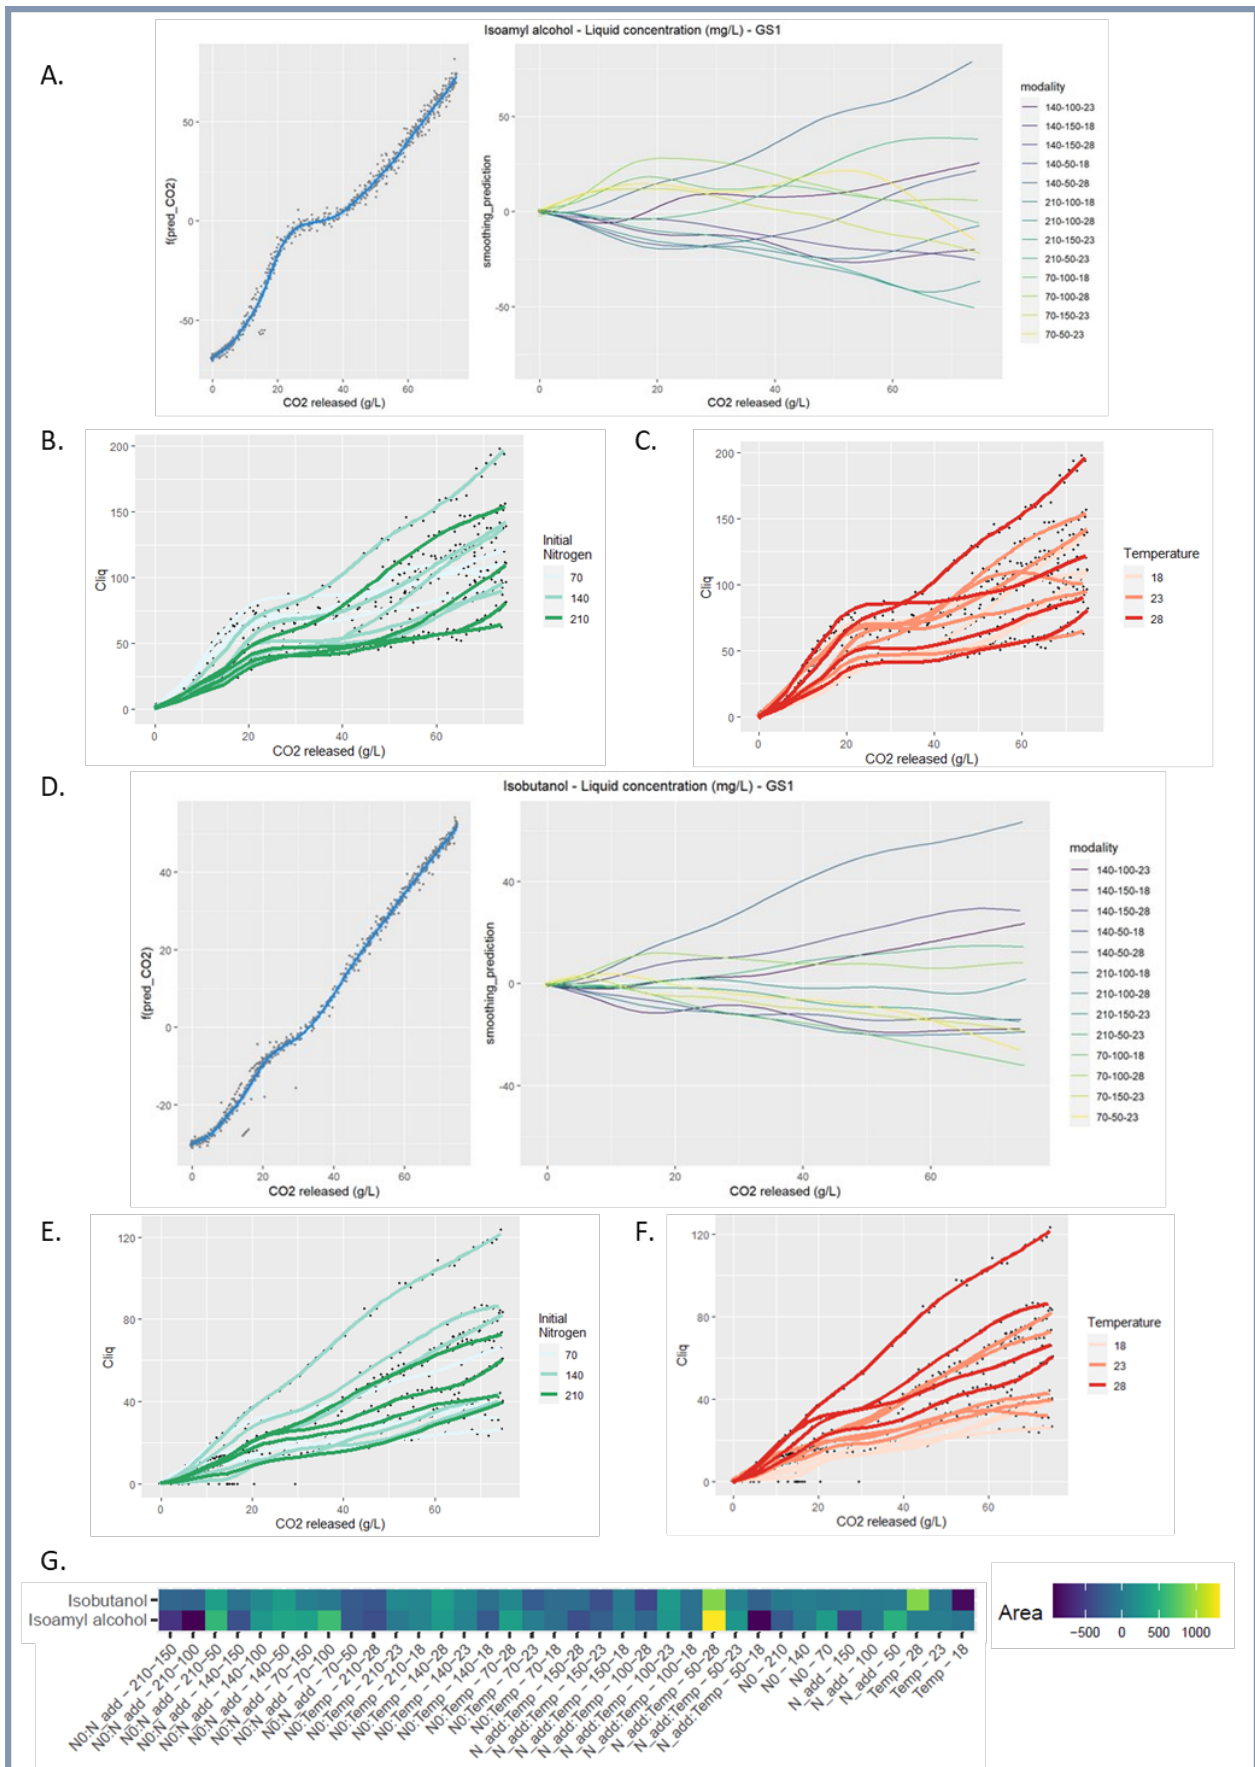 A.
Isoamyl alcohol - Liquid concentration (mg/L) - GS1
f(pred_CO2)
50
0
-50
0 20 40 60
CO2 released (g/L)
smoothing_prediction
50
0
-50
0 20 40 60
CO2 released (g/L)
modality
140-100-23
140-150-18
140-150-28
140-50-18
140-50-28
210-100-18
210-100-28
210-150-23
210-50-23
70-100-18
70-100-28
70-150-23
70-50-23
B.
Cliq
200
150
100
50
0
0 20 40 60
CO2 released (g/L)
Initial
Nitrogen
70
140
210
C.
Cliq
200
150
100
50
0
0 20 40 60
CO2 released (g/L)
Temperature
18
23
28
D.
Isobutanol - Liquid concentration (mg/L) - GS1
f(pred_CO2)
40
20
0
-20
0 20 40 60
CO2 released (g/L)
smoothing_prediction
40
0
-40
0 20 40 60
CO2 released (g/L)
modality
140-100-23
140-150-18
140-150-28
140-50-18
140-50-28
210-100-18
210-100-28
210-150-23
210-50-23
70-100-18
70-100-28
70-150-23
70-50-23
E.
Cliq
120
80
40
0
0 20 40 60
CO2 released (g/L)
Initial
Nitrogen
70
140
210
F.
Cliq
120
80
40
0
0 20 40 60
CO2 released (g/L)
Temperature
18
23
28
G.
Isobutanol
Isoamyl alcohol
N0:N_add - 210-150
N0:N_add - 210-100
N0:N_add - 210-50
N0:N_add - 140-150
N0:N_add - 140-100
N0:N_add - 140-50
N0:N_add - 70-150
N0:N_add - 70-100
N0:N_add - 70-50
N0:Temp - 210-28
N0:Temp - 210-23
N0:Temp - 210-18
N0:Temp - 140-28
N0:Temp - 140-23
N0:Temp - 140-18
N0:Temp - 70-28
N0:Temp - 70-23
N0:Temp - 70-18
N_add:Temp - 150-28
N_add:Temp - 150-23
N_add:Temp - 150-18
N_add:Temp - 100-28
N_add:Temp - 100-23
N_add:Temp - 100-18
N_add:Temp - 50-28
N_add:Temp - 50-23
N_add:Temp - 50-18
N0 - 210
N0 - 140
N0 - 70
N_add - 150
N_add - 100
N_add - 50
Temp - 28
Temp - 23
Temp - 18
Area
-500 0 500 1000